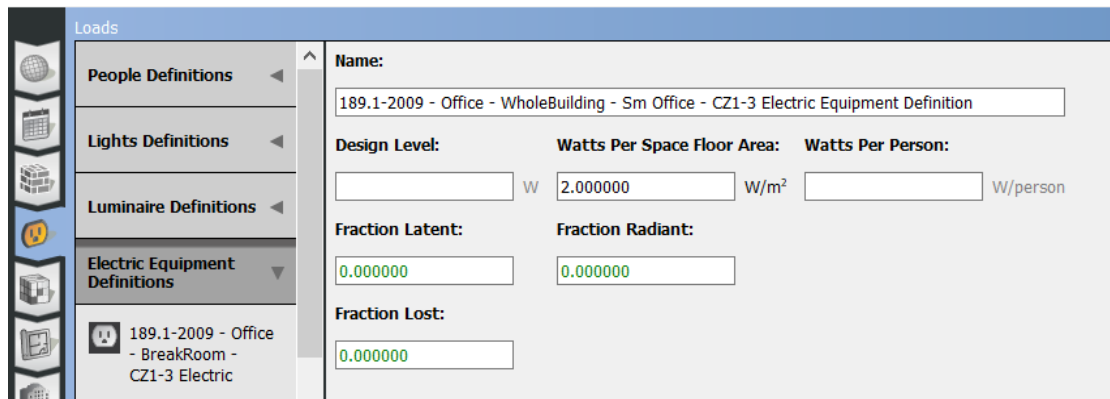 Loads
People Definitions
Lights Definitions
Luminaire Definitions
Electric Equipment
Definitions
189.1-2009 - Office
- BreakRoom -
CZ1-3 Electric
Name:
189.1-2009 - Office - WholeBuilding - Sm Office - CZ1-3 Electric Equipment Definition
Design Level: Watts Per Space Floor Area: Watts Per Person:
W 2.000000 W/m² W/person
Fraction Latent: Fraction Radiant:
0.000000 0.000000
Fraction Lost:
0.000000